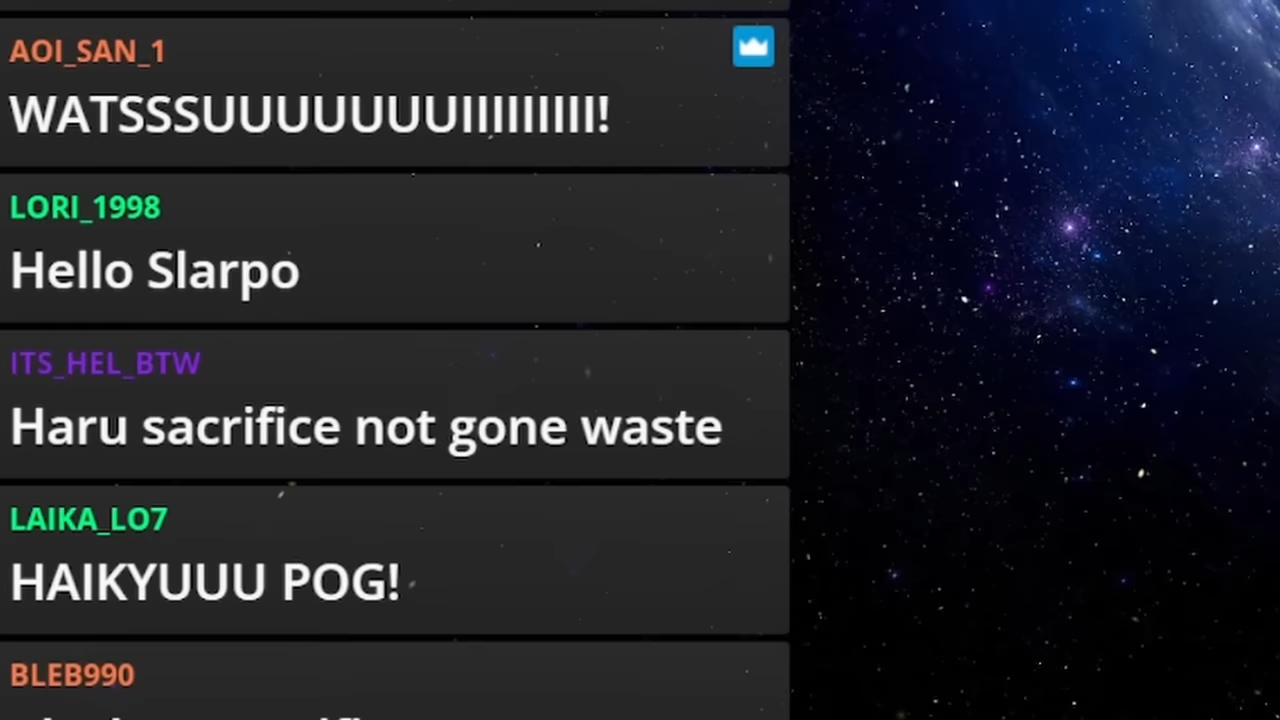 AOI_SAN_1
WATSSSUUUUUUUIIIIIIIII!
LORI_1998
Hello Slarpo
ITS_HEL_BTW
Haru sacrifice not gone waste
LAIKA_LO7
HAIKYUUU POG!
BLEB990